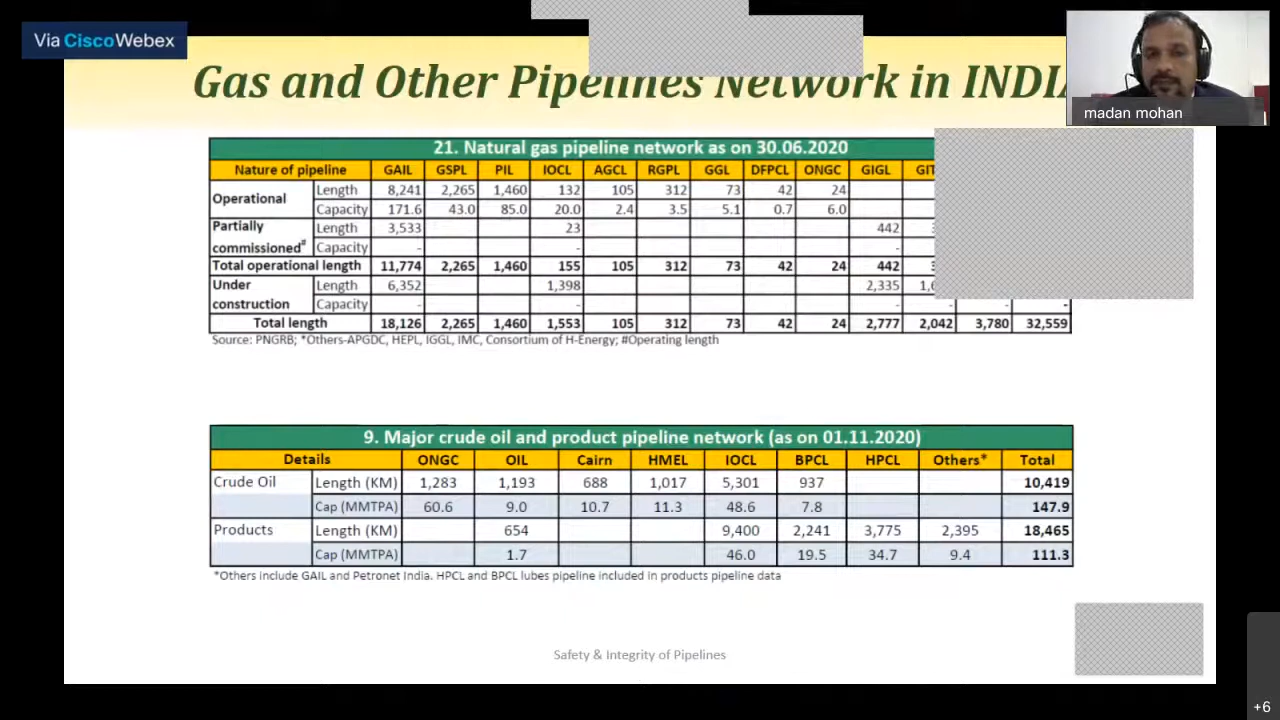 Via CiscoWebex
Gas and Other Pipelines Network in
madan mohan
21. Natural gas pipeline network as on 30.06.2020
Nature of pipeline GAIL GSPL PIL IOCL AGCL RGPL GGL DFPCL ONGC GIGL
Operational Length 8,241 2,265 1,460 132 105 312 73 42 24
Capacity 171.6 43.0 85.0 20.0 2.4 3.5 5.1 0.7 6.0
Partially commissioned# Length 3,533 23 442
Capacity - - -
Total operational length 11,774 2,265 1,460 155 105 312 73 42 24 442
Under construction Length 6,352 1,398 2,335
Capacity - - - - - -
Total length 18,126 2,265 1,460 1,553 105 312 73 42 24 2,777 2,042 3,780 32,559
Source: PNGRB; *Others-APGDC, HEPL, IGGL, IMC, Consortium of H-Energy; #Operating length
9. Major crude oil and product pipeline network (as on 01.11.2020)
Details ONGC OIL Cairn HMEL IOCL BPCL HPCL Others* Total
Crude Oil Length (KM) 1,283 1,193 688 1,017 5,301 937 10,419
Cap (MMTPA) 60.6 9.0 10.7 11.3 48.6 7.8 147.9
Products Length (KM) 654 9,400 2,241 3,775 2,395 18,465
Cap (MMTPA) 1.7 46.0 19.5 34.7 9.4 111.3
*Others include GAIL and Petronet India. HPCL and BPCL lubes pipeline included in products pipeline data
Safety & Integrity of Pipelines
+6